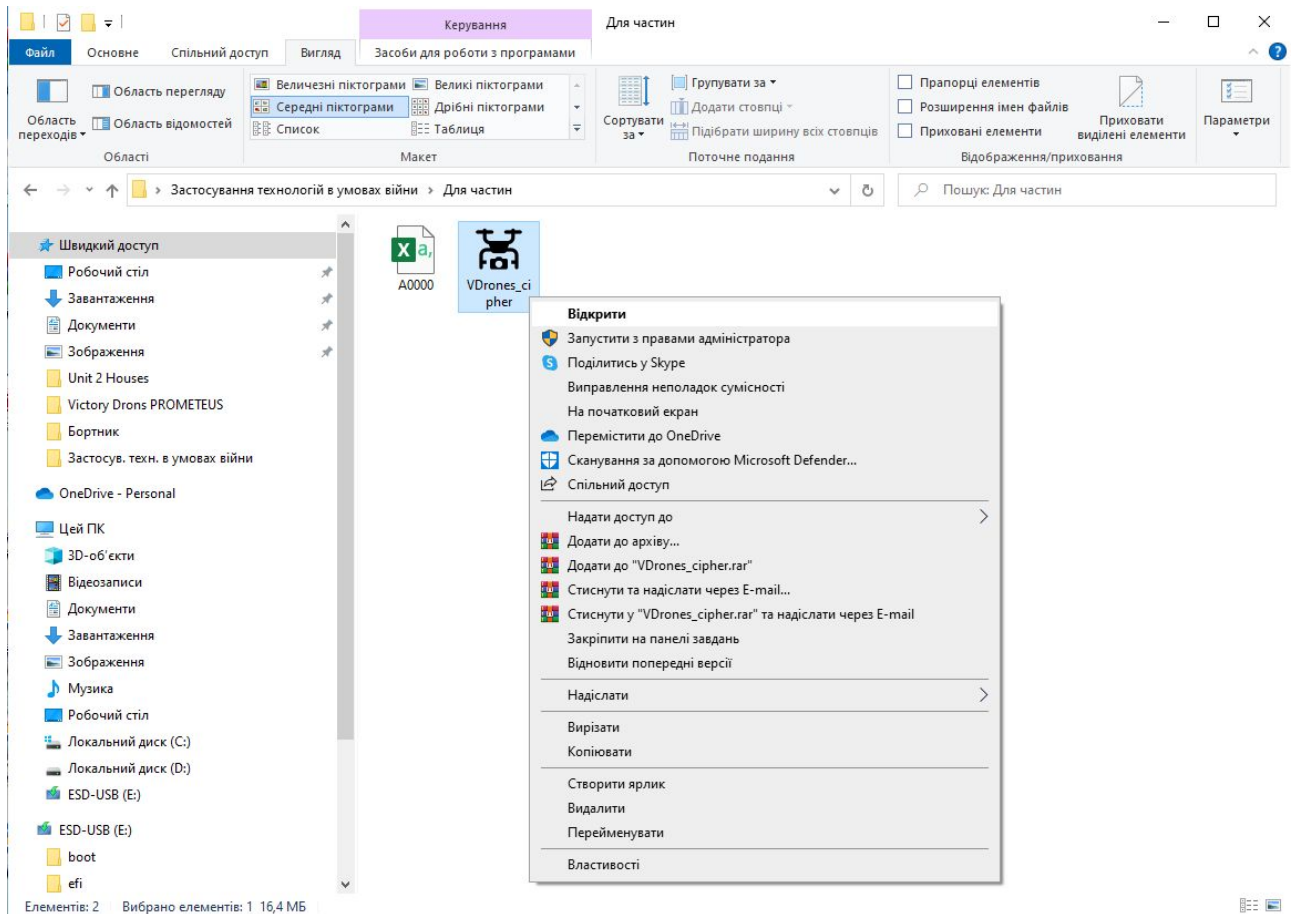 Керування
Для частин
Файл
Основне
Спільний доступ
Вигляд
Засоби для роботи з програмами
Область переходів
Область перегляду
Область відомостей
Області
Величезні піктограми
Великі піктограми
Середні піктограми
Дрібні піктограми
Список
Таблиця
Макет
Сортувати за
Групувати за
Додати стовпці
Підібрати ширину всіх стовпців
Поточне подання
Прапорці елементів
Розширення імен файлів
Приховані елементи
Приховати
виділені елементи
Відображення/приховання
Параметри
Застосування технологій в умовах війни › Для частин
Пошук: Для частин
Швидкий доступ
Робочий стіл
Завантаження
Документи
Зображення
Unit 2 Houses
Victory Drons PROMETEUS
Бортник
Застосув. техн. в умовах війни
OneDrive - Personal
Цей ПК
3D-об'єкти
Відеозаписи
Документи
Завантаження
Зображення
Музика
Робочий стіл
Локальний диск (C:)
Локальний диск (D:)
ESD-USB (E:)
ESD-USB (E:)
boot
efi
A0000
VDrones_ci
pher
Відкрити
Запустити з правами адміністратора
Поділитись у Skype
Виправлення неполадок сумісності
На початковий екран
Перемістити до OneDrive
Сканування за допомогою Microsoft Defender...
Спільний доступ
Надати доступ до
Додати до архіву...
Додати до "VDrones_cipher.rar"
Стиснути та надіслати через E-mail...
Стиснути у "VDrones_cipher.rar" та надіслати через E-mail
Закріпити на панелі завдань
Відновити попередні версії
Надіслати
Вирізати
Копіювати
Створити ярлик
Видалити
Перейменувати
Властивості
Елементів: 2 Вибрано елементів: 1 16,4 МБ